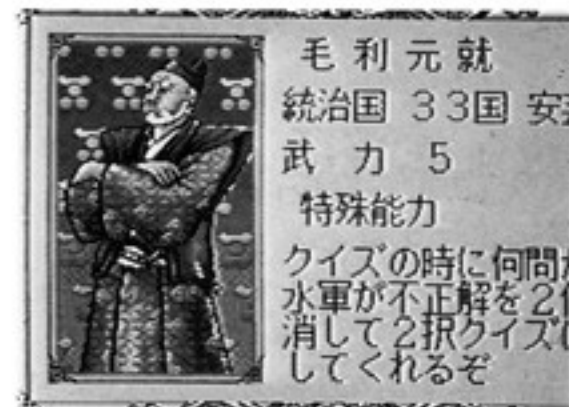 毛利元就
統治国 33国 安
武力 5
特殊能力
クイズの時に何問
水軍が不正解を2
消して2択クイズ
してくれるぞ